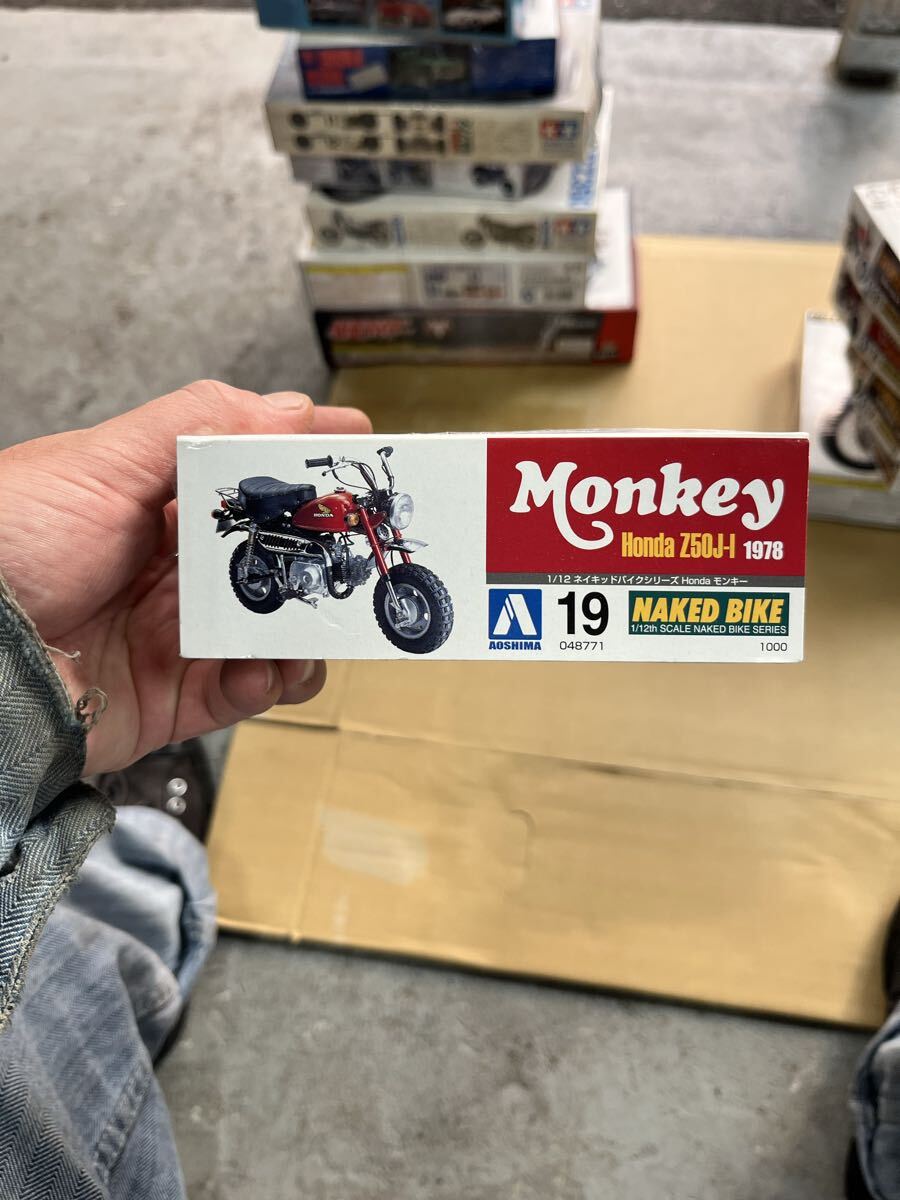 HONDA
Monkey
Honda Z50J-I 1978
1/12 ネイキッドバイクシリーズ Honda モンキー
AOSHIMA
19
048771
NAKED BIKE
1/12th SCALE NAKED BIKE SERIES
1000